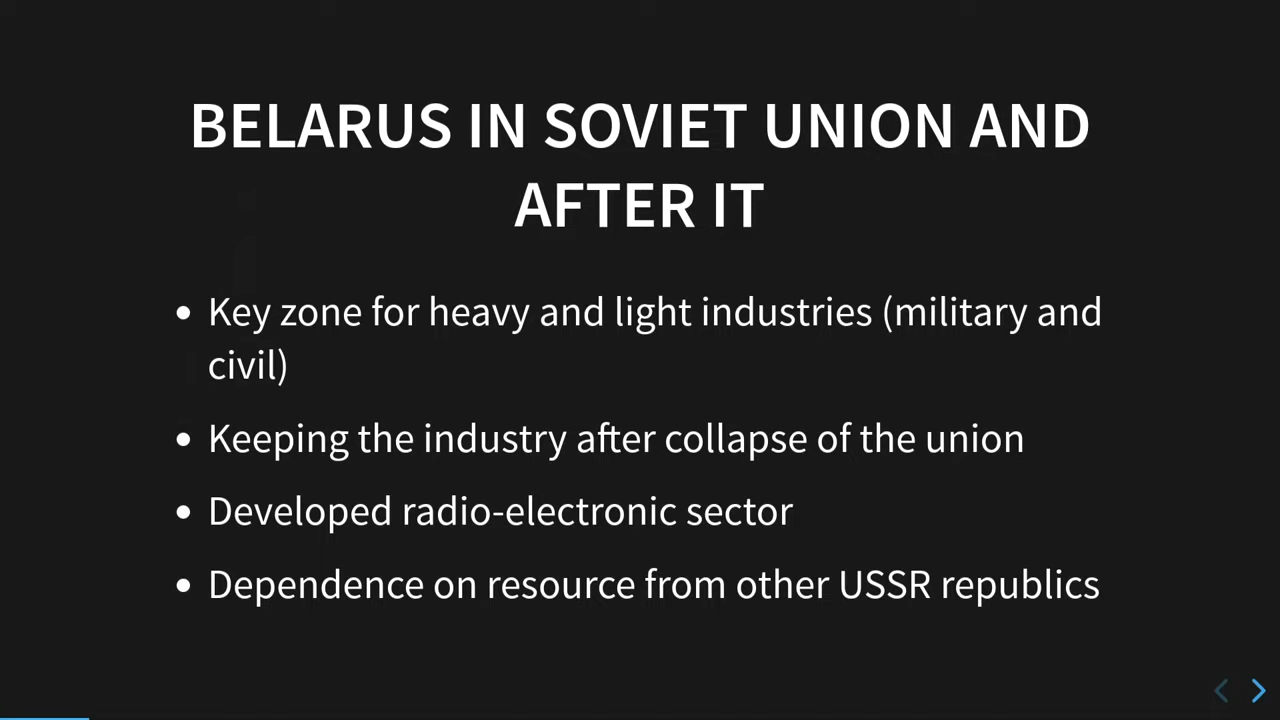 BELARUS IN SOVIET UNION AND
AFTER IT
• Key zone for heavy and light industries (military and
civil)
• Keeping the industry after collapse of the union
• Developed radio-electronic sector
• Dependence on resource from other USSR republics